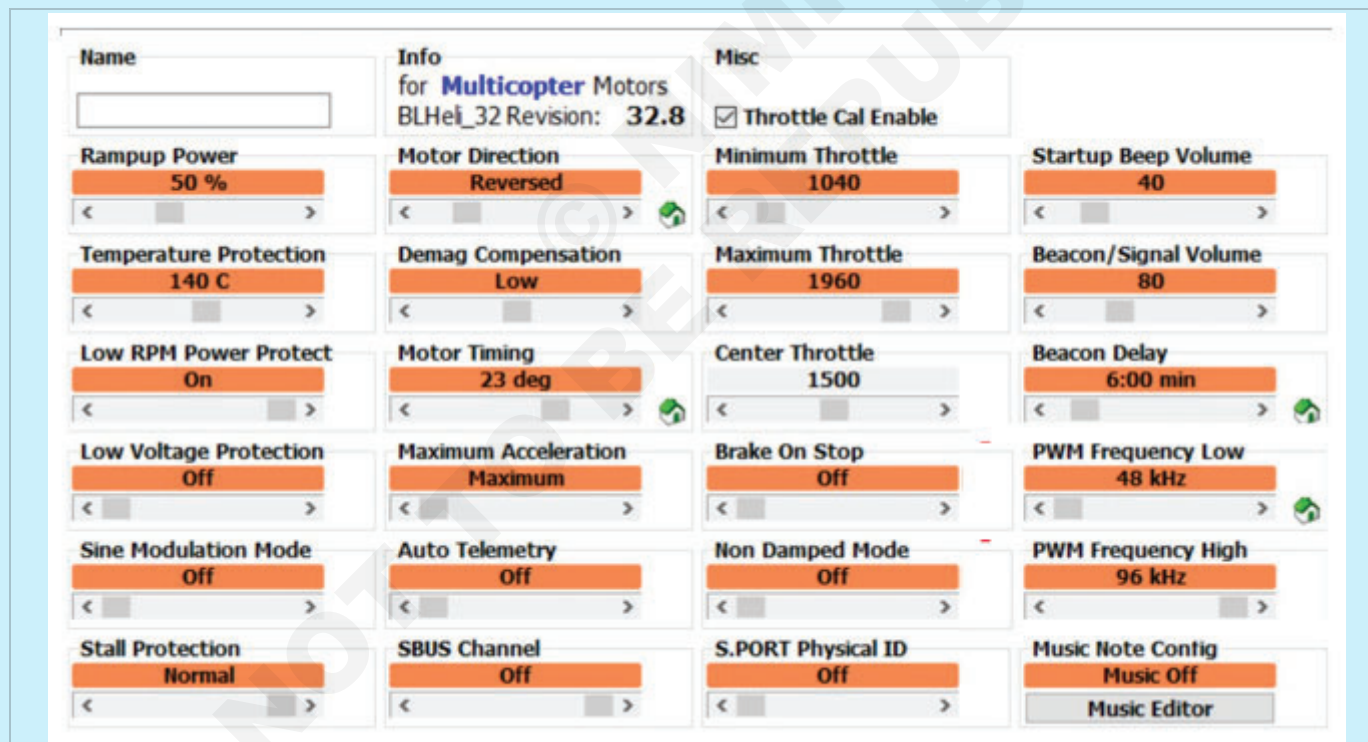 Name
Info
Misc
for Multicopter Motors
BLHeli_32 Revision: 32.8
Throttle Cal Enable
Rampup Power
Motor Direction
Minimum Throttle
Startup Beep Volume
50 %
Reversed
1040
40
Temperature Protection
Demag Compensation
Maximum Throttle
Beacon/Signal Volume
140 C
Low
1960
80
Low RPM Power Protect
Motor Timing
Center Throttle
Beacon Delay
On
23 deg
1500
6:00 min
Low Voltage Protection
Maximum Acceleration
Brake On Stop
PWM Frequency Low
Off
Maximum
Off
48 kHz
Sine Modulation Mode
Auto Telemetry
Non Damped Mode
PWM Frequency High
Off
Off
Off
96 kHz
Stall Protection
SBUS Channel
S.PORT Physical ID
Music Note Config
Normal
Off
Off
Music Off
Music Editor
NOT TO BE